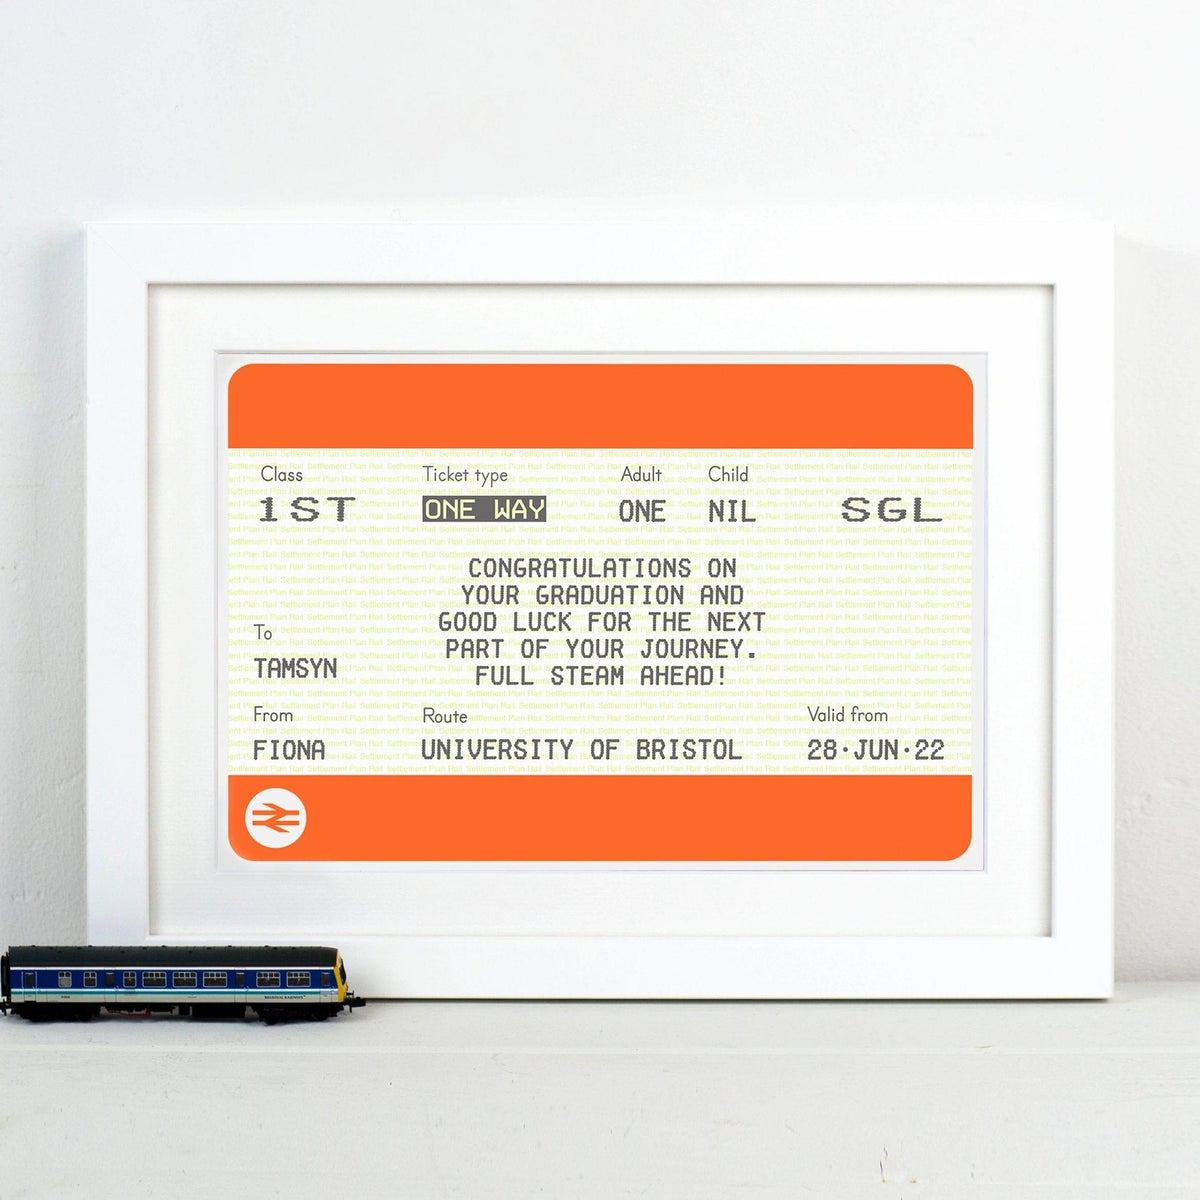 Class Ticket type Adult Child
1ST ONE WAY ONE NIL SGL
CONGRATULATIONS ON
YOUR GRADUATION AND
GOOD LUCK FOR THE NEXT
PART OF YOUR JOURNEY.
FULL STEAM AHEAD!
To
TAMSYN
From Route Valid from
FIONA UNIVERSITY OF BRISTOL 28·JUN·22
REGIONAL RAILWAYS